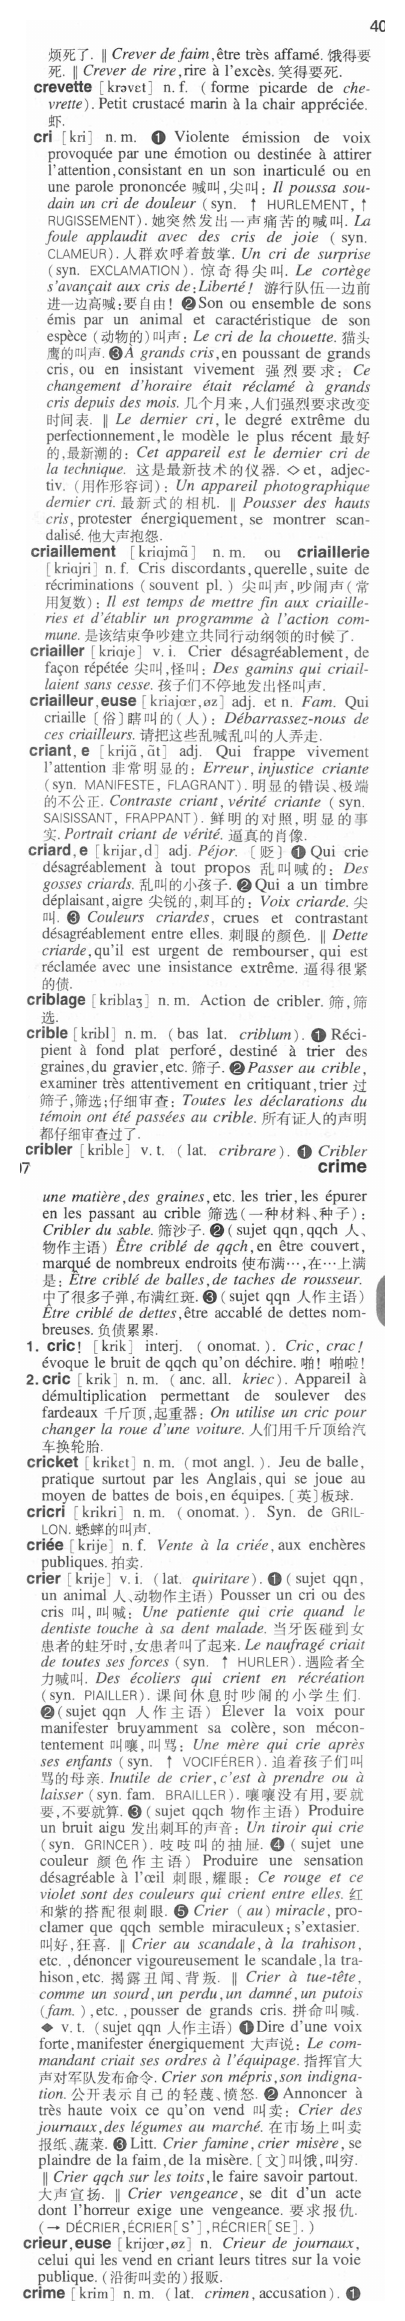 40
烦死了. ‖ Crever de faim, être très affamé. 饿得要
死. ‖ Crever de rire, rire à l'excès. 笑得要死.
crevette [krəvɛt] n. f. (forme picarde de che-
vrette). Petit crustacé marin à la chair appréciée.
虾.
cri [kri] n. m. ❶ Violente émission de voix
provoquée par une émotion ou destinée à attirer
l'attention, consistant en un son inarticulé ou en
une parole prononcée 喊叫,尖叫: Il poussa sou-
dain un cri de douleur (syn. ↑ HURLEMENT, ↑
RUGISSEMENT). 她突然发出一声痛苦的喊叫. La
foule applaudit avec des cris de joie (syn.
CLAMEUR). 人群欢呼着鼓掌. Un cri de surprise
(syn. EXCLAMATION). 惊奇得尖叫. Le cortège
s'avançait aux cris de: Liberté! 游行队伍一边前
进一边高喊:要自由! ❷ Son ou ensemble de sons
émis par un animal et caractéristique de son
espèce (动物的)叫声: Le cri de la chouette. 猫头
鹰的叫声. ❸ À grands cris, en poussant de grands
cris, ou en insistant vivement 强烈要求: Ce
changement d'horaire était réclamé à grands
cris depuis des mois. 几个月来,人们强烈要求改变
时间表. ‖ Le dernier cri, le degré extrême du
perfectionnement, le modèle le plus récent 最好
的,最新潮的: Cet appareil est le dernier cri de
la technique. 这是最新技术的仪器. ◇ et, adjec-
tiv. (用作形容词): Un appareil photographique
dernier cri. 最新式的相机. ‖ Pousser des hauts
cris, protester énergiquement, se montrer scan-
dalisé. 他大声抱怨.
criaillement [kriɑjmɑ̃] n. m. ou criaillerie
[kriɑjri] n. f. Cris discordants, querelle, suite de
récriminations (souvent pl.) 尖叫声,吵闹声(常
用复数): Il est temps de mettre fin aux criaille-
ries et d'établir un programme à l'action com-
mune. 是该结束争吵建立共同行动纲领的时候了.
criailler [kriɑje] v. i. Crier désagréablement, de
façon répétée 尖叫,怪叫: Des gamins qui criail-
laient sans cesse. 孩子们不停地发出怪叫声.
criailleur, euse [kriajœr, øz] adj. et n. Fam. Qui
criaille [俗]瞎叫的(人): Débarrassez-nous de
ces criailleurs. 请把这些乱喊乱叫的人弄走.
criant, e [krijɑ̃, ɑ̃t] adj. Qui frappe vivement
l'attention 非常明显的: Erreur, injustice criante
(syn. MANIFESTE, FLAGRANT). 明显的错误、极端
的不公正. Contraste criant, vérité criante (syn.
SAISISSANT, FRAPPANT). 鲜明的对照,明显的事
实. Portrait criant de vérité. 逼真的肖像.
criard, e [krijar, d] adj. Péjor. [贬] ❶ Qui crie
désagréablement à tout propos 乱叫喊的: Des
gosses criards. 乱叫的小孩子. ❷ Qui a un timbre
déplaisant, aigre 尖锐的,刺耳的: Voix criarde. 尖
叫. ❸ Couleurs criardes, crues et contrastant
désagréablement entre elles. 刺眼的颜色. ‖ Dette
criarde, qu'il est urgent de rembourser, qui est
réclamée avec une insistance extrême. 逼得很紧
的债.
criblage [kriblaʒ] n. m. Action de cribler. 筛,筛
选.
crible [kribl] n. m. (bas lat. criblum). ❶ Réci-
pient à fond plat perforé, destiné à trier des
graines, du gravier, etc. 筛子. ❷ Passer au crible,
examiner très attentivement en critiquant, trier 过
筛子,筛选;仔细审查: Toutes les déclarations du
témoin ont été passées au crible. 所有证人的声明
都仔细审查过了.
cribler [krible] v. t. (lat. cribrare). ❶ Cribler
07 crime
une matière, des graines, etc. les trier, les épurer
en les passant au crible 筛选(一种材料、种子):
Cribler du sable. 筛沙子. ❷ (sujet qqn, qqch 人、
物作主语) Être criblé de qqch, en être couvert,
marqué de nombreux endroits 使布满…,在…上满
是: Être criblé de balles, de taches de rousseur.
中了很多子弹,布满红斑. ❸ (sujet qqn 人作主语)
Être criblé de dettes, être accablé de dettes nom-
breuses. 负债累累.
1. cric! [krik] interj. (onomat.). Cric, crac!
évoque le bruit de qqch qu'on déchire. 啪! 啪啦!
2. cric [krik] n. m. (anc. all. kriec). Appareil à
démultiplication permettant de soulever des
fardeaux 千斤顶,起重器: On utilise un cric pour
changer la roue d'une voiture. 人们用千斤顶给汽
车换轮胎.
cricket [krikɛt] n. m. (mot angl.). Jeu de balle,
pratique surtout par les Anglais, qui se joue au
moyen de battes de bois, en équipes. [英]板球.
cricri [krikri] n. m. (onomat.). Syn. de GRIL-
LON. 蟋蟀的叫声.
criée [krije] n. f. Vente à la criée, aux enchères
publiques. 拍卖.
crier [krije] v. i. (lat. quiritare). ❶ (sujet qqn,
un animal 人、动物作主语) Pousser un cri ou des
cris 叫,叫喊: Une patiente qui crie quand le
dentiste touche à sa dent malade. 当牙医碰到女
患者的蛀牙时,女患者叫了起来. Le naufragé criait
de toutes ses forces (syn. ↑ HURLER). 遇险者全
力喊叫. Des écoliers qui crient en récréation
(syn. PIAILLER). 课间休息时吵闹的小学生们.
❷ (sujet qqn 人作主语) Élever la voix pour
manifester bruyamment sa colère, son mécon-
tentement 叫嚷,叫骂: Une mère qui crie après
ses enfants (syn. ↑ VOCIFÉRER). 追着孩子们叫
骂的母亲. Inutile de crier, c'est à prendre ou à
laisser (syn. fam. BRAILLER). 嚷嚷没有用,要就
要,不要就算. ❸ (sujet qqch 物作主语) Produire
un bruit aigu 发出刺耳的声音: Un tiroir qui crie
(syn. GRINCER). 吱吱叫的抽屉. ❹ (sujet une
couleur 颜色作主语) Produire une sensation
désagréable à l'œil 刺眼,耀眼: Ce rouge et ce
violet sont des couleurs qui crient entre elles. 红
和紫的搭配很刺眼. ❺ Crier (au) miracle, pro-
clamer que qqch semble miraculeux; s'extasier.
叫好,狂喜. ‖ Crier au scandale, à la trahison,
etc., dénoncer vigoureusement le scandale, la tra-
hison, etc. 揭露丑闻、背叛. ‖ Crier à tue-tête,
comme un sourd, un perdu, un damné, un putois
(fam.), etc., pousser de grands cris. 拼命叫喊.
◆ v. t. (sujet qqn 人作主语) ❶ Dire d'une voix
forte, manifester énergiquement 大声说: Le com-
mandant criait ses ordres à l'équipage. 指挥官大
声对军队发布命令. Crier son mépris, son indigna-
tion. 公开表示自己的轻蔑、愤怒. ❷ Annoncer à
très haute voix ce qu'on vend 叫卖: Crier des
journaux, des légumes au marché. 在市场上叫卖
报纸、蔬菜. ❸ Litt. Crier famine, crier misère, se
plaindre de la faim, de la misère. [文]叫饿,叫穷.
‖ Crier qqch sur les toits, le faire savoir partout.
大声宣扬. ‖ Crier vengeance, se dit d'un acte
dont l'horreur exige une vengeance. 要求报仇.
(→ DÉCRIER, ÉCRIER[S'], RÉCRIER[SE].)
crieur, euse [krijœr, øz] n. Crieur de journaux,
celui qui les vend en criant leurs titres sur la voie
publique. (沿街叫卖的)报贩.
crime [krim] n. m. (lat. crimen, accusation). ❶